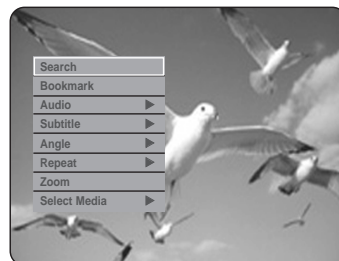 Search
Bookmark
Audio
Subtitle
Angle
Repeat
Zoom
Select Media